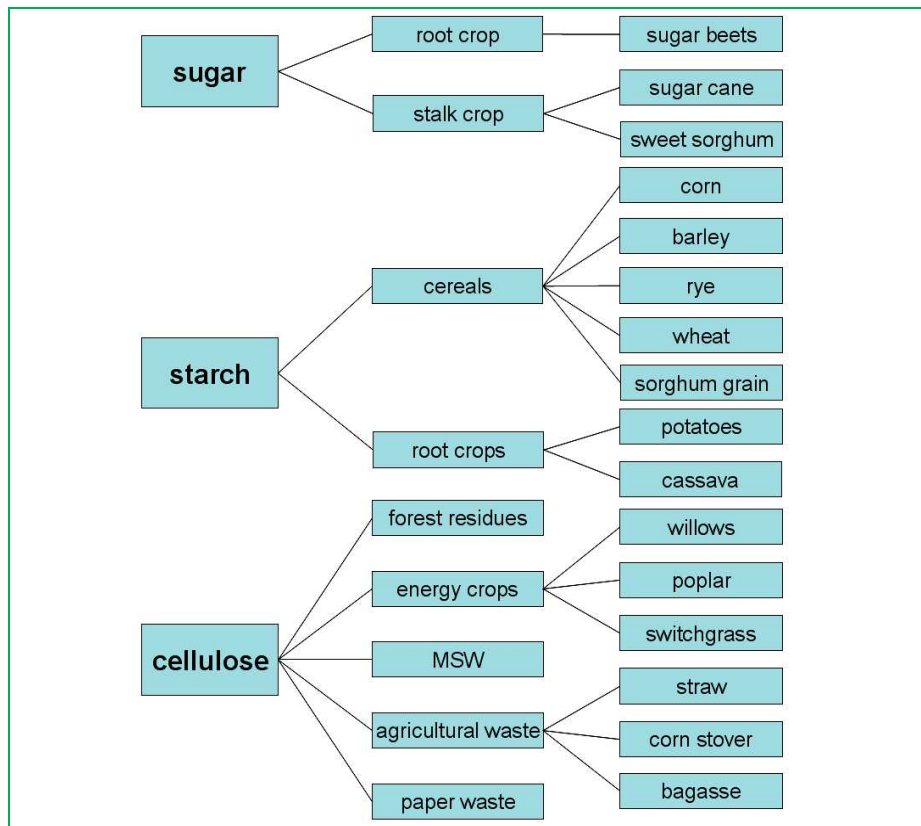 sugar
root crop
sugar beets
stalk crop
sugar cane
sweet sorghum
starch
cereals
corn
barley
rye
wheat
sorghum grain
root crops
potatoes
cassava
cellulose
forest residues
energy crops
willows
poplar
switchgrass
MSW
agricultural waste
straw
corn stover
bagasse
paper waste